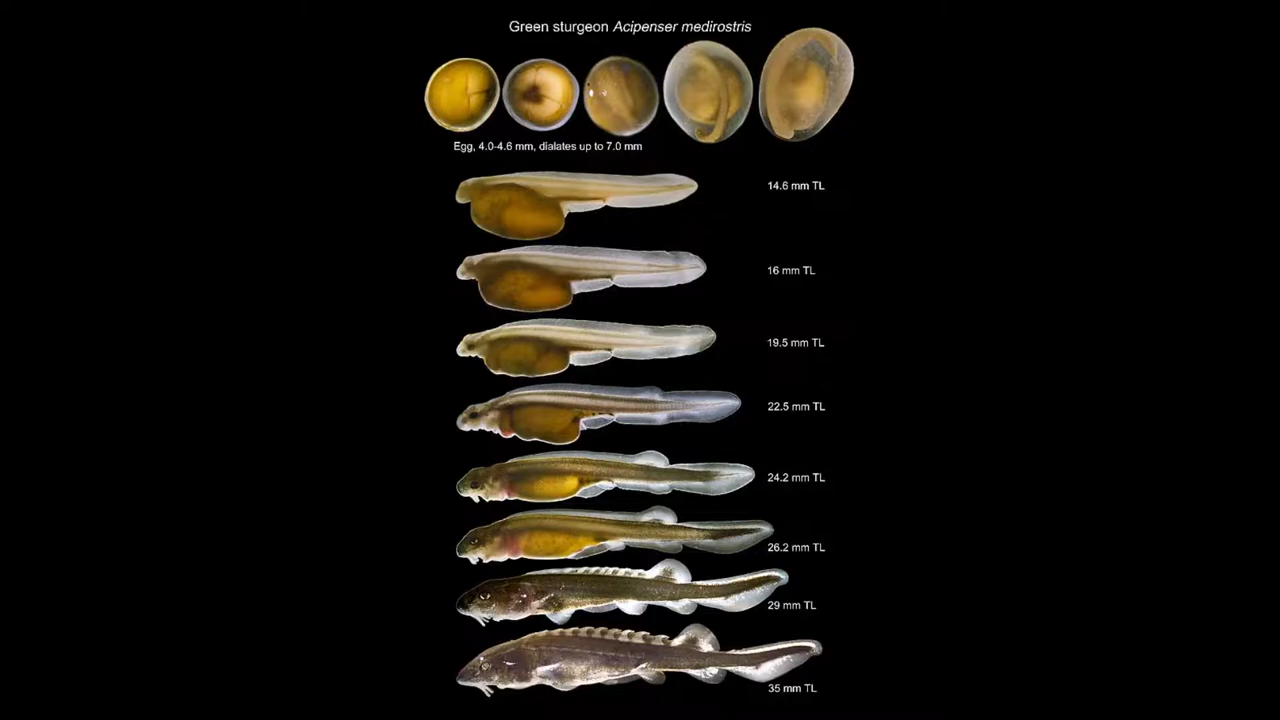 Green sturgeon Acipenser medirostris
Egg, 4.0-4.6 mm, dialates up to 7.0 mm
14.6 mm TL
16 mm TL
19.5 mm TL
22.5 mm TL
24.2 mm TL
26.2 mm TL
29 mm TL
35 mm TL